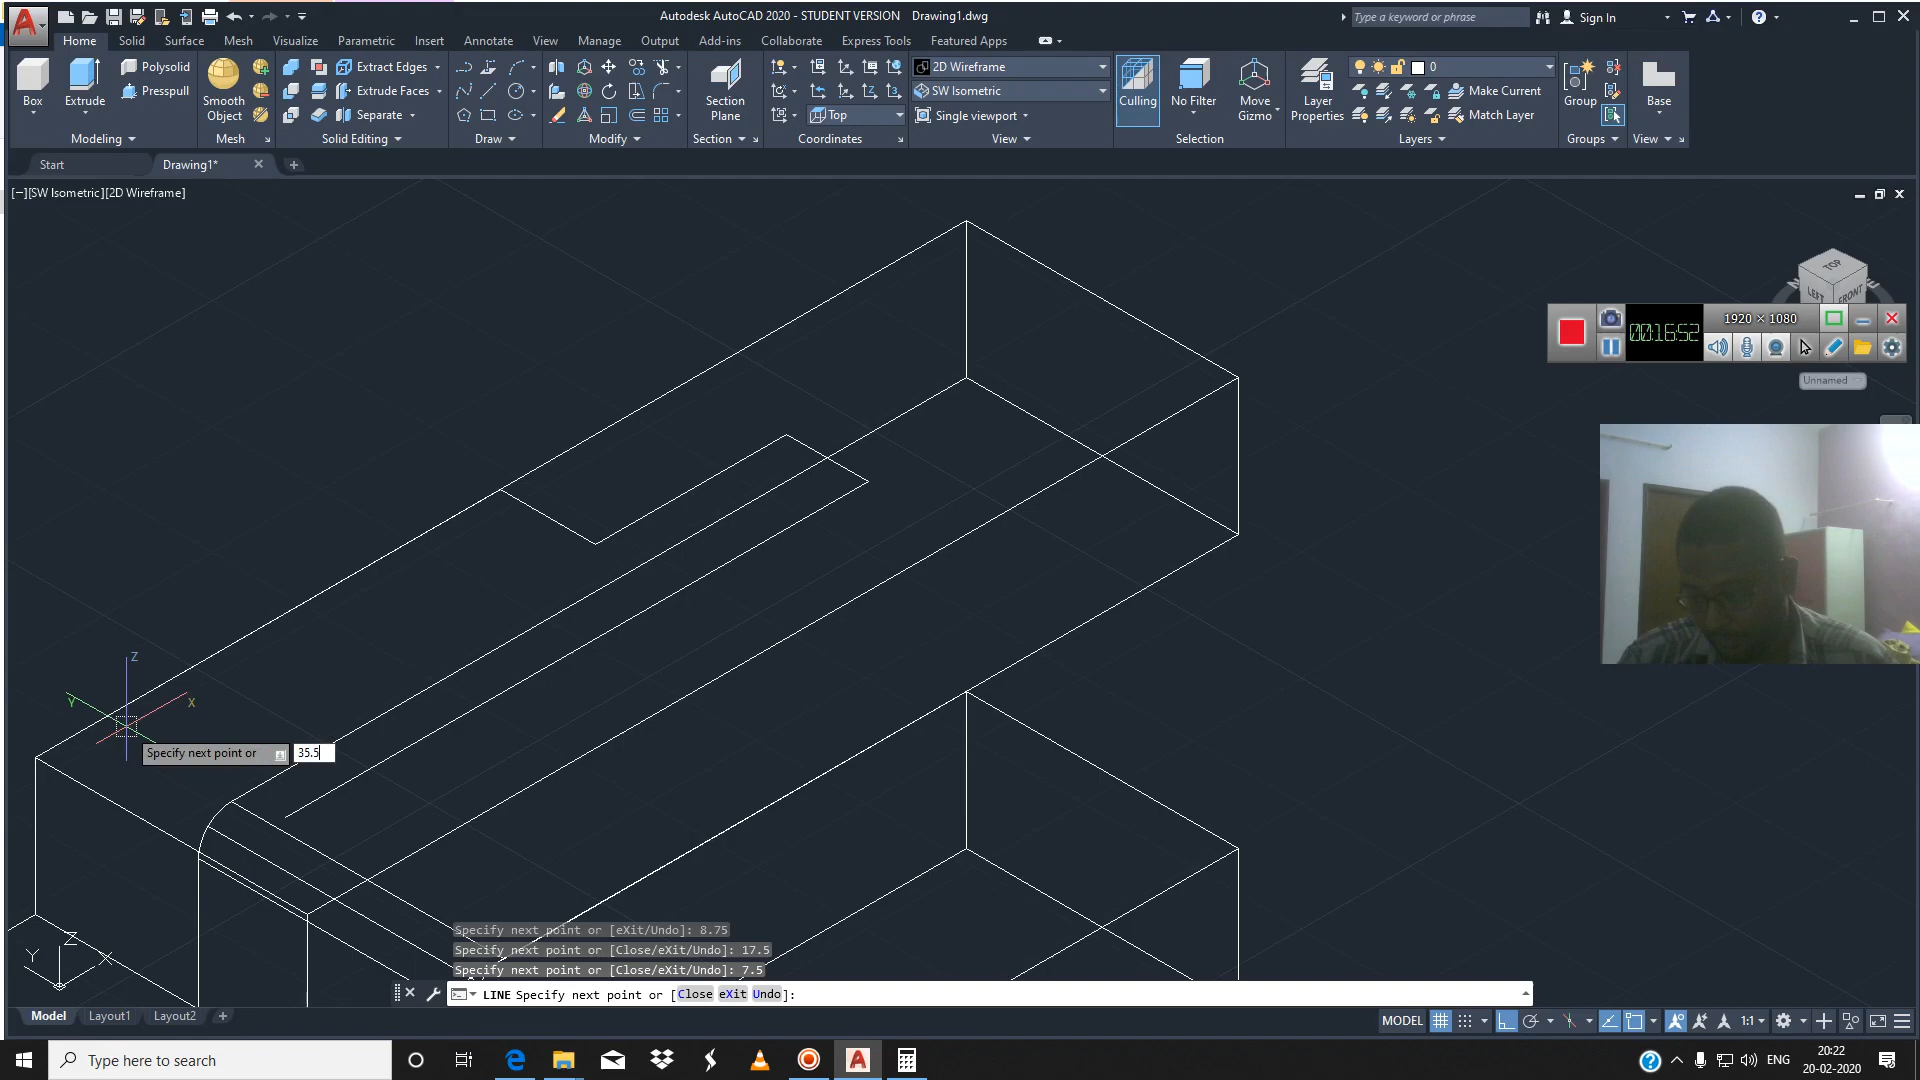 Autodesk AutoCAD 2020 - STUDENT VERSION Drawing1.dwg
Type a keyword or phrase
Sign In
Home Solid Surface Mesh Visualize Parametric Insert Annotate View Manage Output Add-ins Collaborate Express Tools Featured Apps
Polysolid Extract Edges 2D Wireframe 0
Presspull Extrude Faces SW Isometric Make Current
Box Extrude Smooth Object Separate Section Plane Top Single viewport Culling No Filter Move Gizmo Layer Properties Match Layer Group Base
Modeling Mesh Solid Editing Draw Modify Section Coordinates View Selection Layers Groups View
Start Drawing1*
[−][SW Isometric][2D Wireframe]
TOP
LEFT FRONT
1920 × 1080
00:16:52
Unnamed
Z
Y X
Specify next point or 35.5
Z
Y X
Specify next point or [eXit/Undo]: 8.75
Specify next point or [Close/eXit/Undo]: 17.5
Specify next point or [Close/eXit/Undo]: 7.5
LINE Specify next point or [Close eXit Undo]:
Model Layout1 Layout2 +
MODEL 1:1
Type here to search
ENG
20:22
20-02-2020